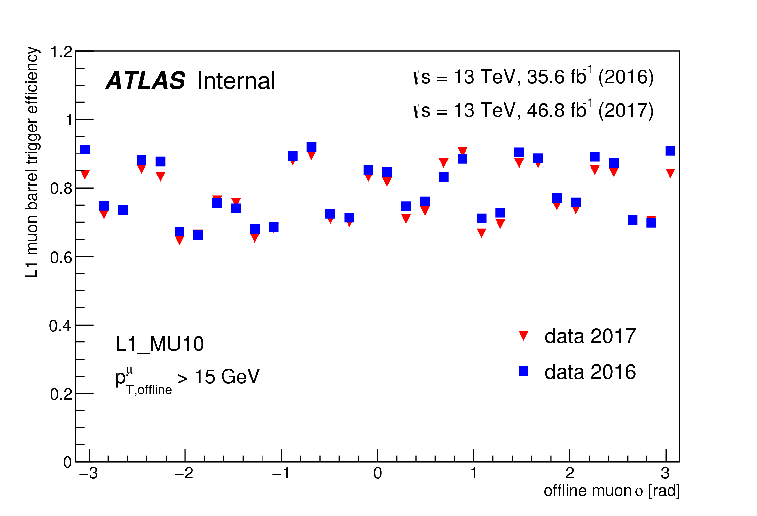 L1 muon barrel trigger efficiency
1.2
1
0.8
0.6
0.4
0.2
0
ATLAS Internal
√s = 13 TeV, 35.6 fb⁻¹ (2016)
√s = 13 TeV, 46.8 fb⁻¹ (2017)
L1_MU10
p^μ_T,offline > 15 GeV
data 2017
data 2016
−3 −2 −1 0 1 2 3
offline muon φ [rad]